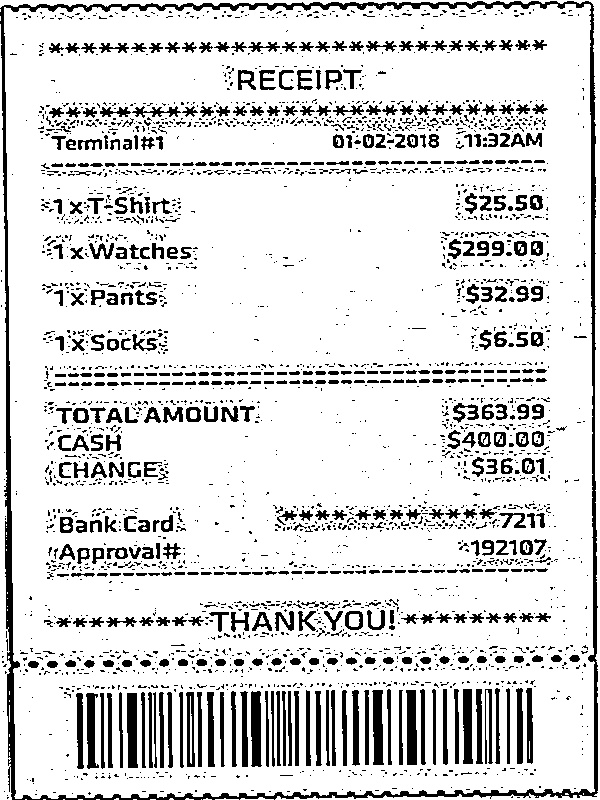 *************************************
RECEIPT
*************************************
Terminal#1 01-02-2018 11:32AM
1 x T-Shirt $25.50
1 x Watches $299.00
1 x Pants $32.99
1 x Socks $6.50
TOTAL AMOUNT $363.99
CASH $400.00
CHANGE $36.01
Bank Card **** **** **** 7211
Approval# 192107
*********** THANK YOU! ***********